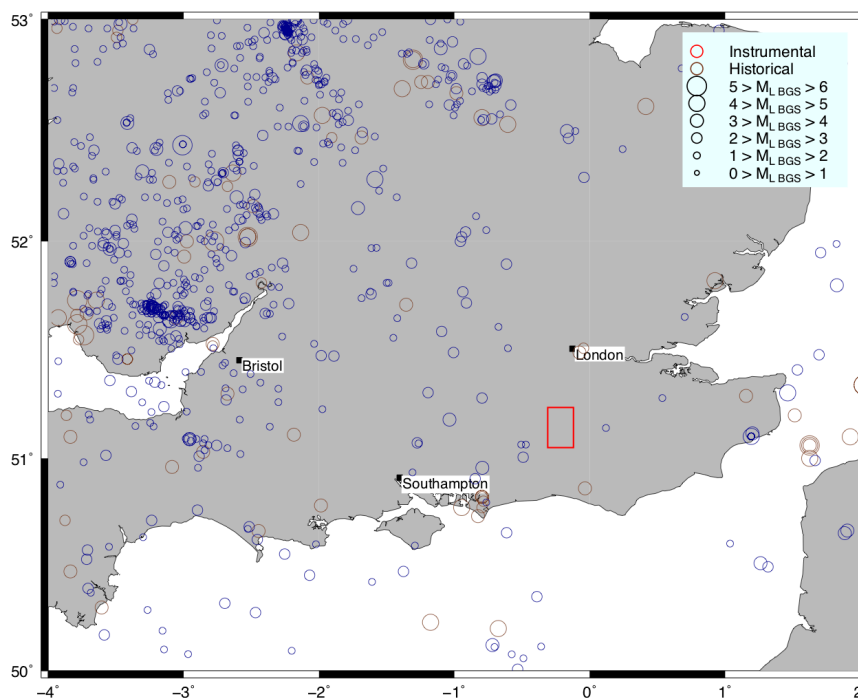 53˚
Instrumental
Historical
5 > ML BGS > 6
4 > ML BGS > 5
3 > ML BGS > 4
2 > ML BGS > 3
1 > ML BGS > 2
0 > ML BGS > 1
52˚
London
Bristol
51˚
Southampton
50˚
−4 −3 −2 −1 0 1 2